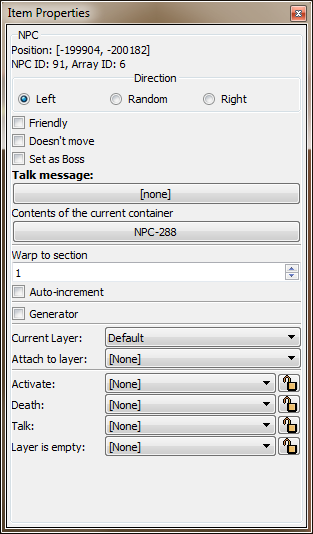 Item Properties
NPC
Position: [-199904, -200182]
NPC ID: 91, Array ID: 6
Direction
Left Random Right
Friendly
Doesn't move
Set as Boss
Talk message:
[none]
Contents of the current container
NPC-288
Warp to section
1
Auto-increment
Generator
Current Layer: Default
Attach to layer: [None]
Activate: [None]
Death: [None]
Talk: [None]
Layer is empty: [None]